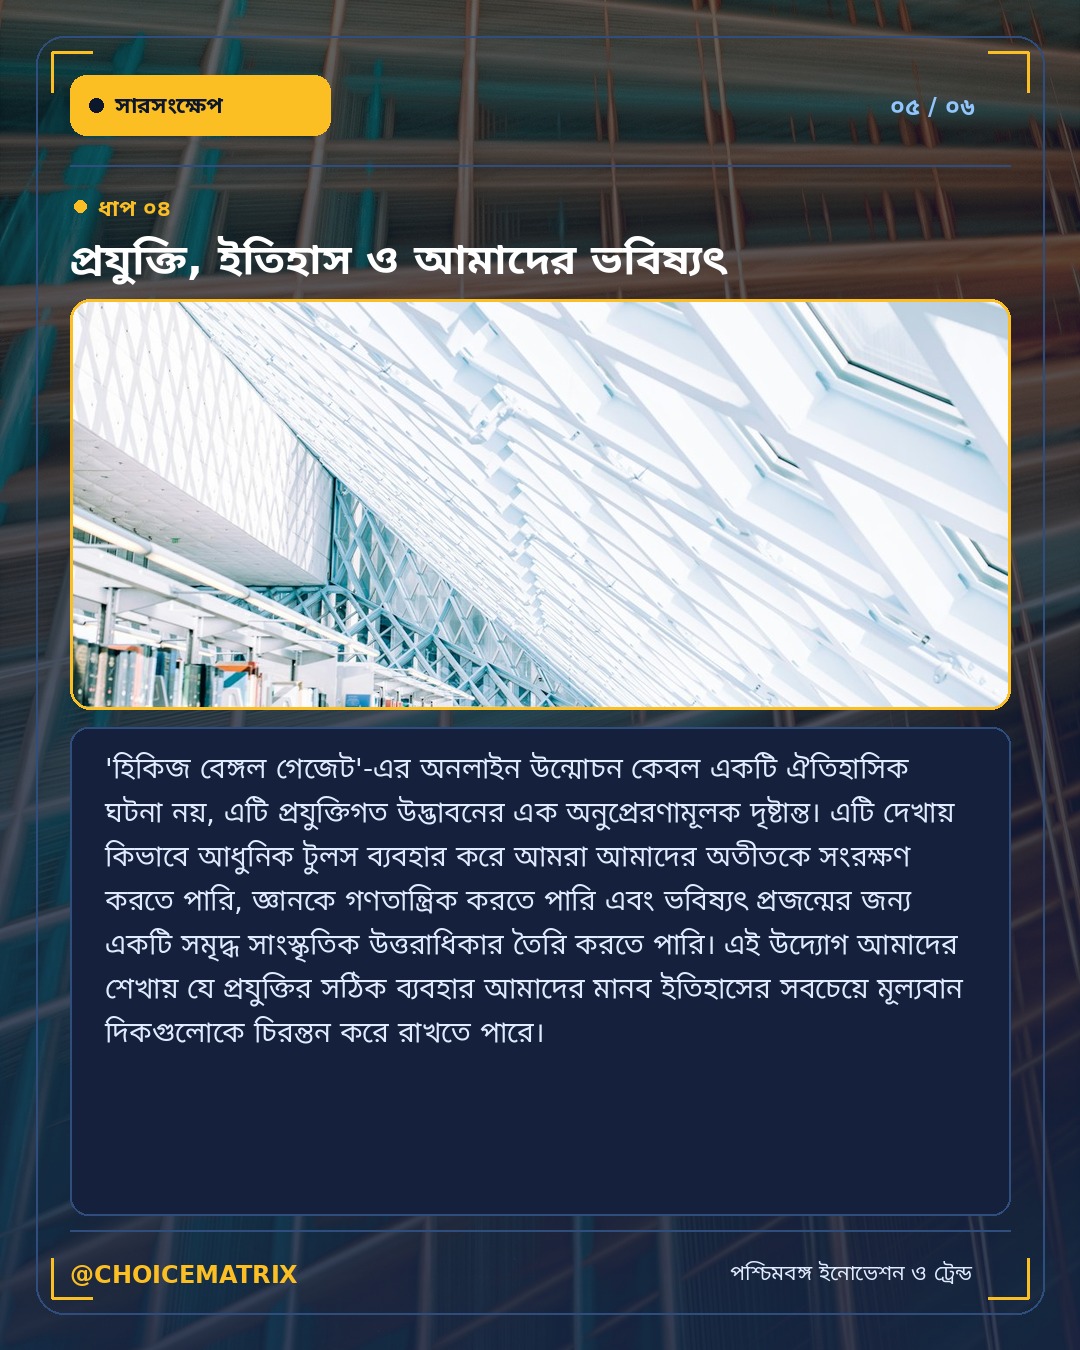 সারসংক্ষেপ
০৫ / ০৬
ধাপ ০৪
প্রযুক্তি, ইতিহাস ও আমাদের ভবিষ্যৎ
'হিকিজ বেঙ্গল গেজেট'-এর অনলাইন উন্মোচন কেবল একটি ঐতিহাসিক
ঘটনা নয়, এটি প্রযুক্তিগত উদ্ভাবনের এক অনুপ্রেরণামূলক দৃষ্টান্ত। এটি দেখায়
কিভাবে আধুনিক টুলস ব্যবহার করে আমরা আমাদের অতীতকে সংরক্ষণ
করতে পারি, জ্ঞানকে গণতান্ত্রিক করতে পারি এবং ভবিষ্যৎ প্রজন্মের জন্য
একটি সমৃদ্ধ সাংস্কৃতিক উত্তরাধিকার তৈরি করতে পারি। এই উদ্যোগ আমাদের
শেখায় যে প্রযুক্তির সঠিক ব্যবহার আমাদের মানব ইতিহাসের সবচেয়ে মূল্যবান
দিকগুলোকে চিরন্তন করে রাখতে পারে।
@CHOICEMATRIX
পশ্চিমবঙ্গ ইনোভেশন ও ট্রেন্ড